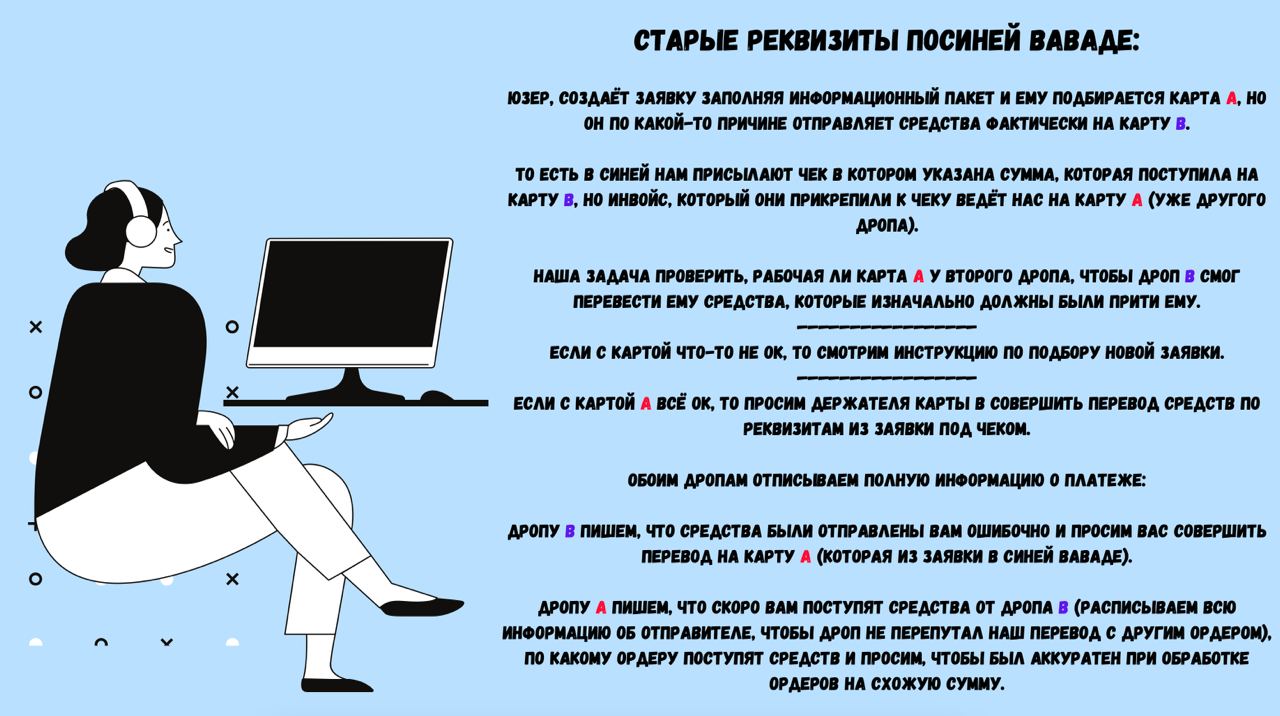 СТАРЫЕ РЕКВИЗИТЫ ПОСИНЕЙ ВАВАДЕ:
ЮЗЕР, СОЗДАЁТ ЗАЯВКУ ЗАПОЛНЯЯ ИНФОРМАЦИОННЫЙ ПАКЕТ И ЕМУ ПОДБИРАЕТСЯ КАРТА А, НО
ОН ПО КАКОЙ-ТО ПРИЧИНЕ ОТПРАВЛЯЕТ СРЕДСТВА ФАКТИЧЕСКИ НА КАРТУ В.
ТО ЕСТЬ В СИНЕЙ НАМ ПРИСЫЛАЮТ ЧЕК В КОТОРОМ УКАЗАНА СУММА, КОТОРАЯ ПОСТУПИЛА НА
КАРТУ В, НО ИНВОЙС, КОТОРЫЙ ОНИ ПРИКРЕПИЛИ К ЧЕКУ ВЕДЁТ НАС НА КАРТУ А (УЖЕ ДРУГОГО
ДРОПА).
НАША ЗАДАЧА ПРОВЕРИТЬ, РАБОЧАЯ ЛИ КАРТА А У ВТОРОГО ДРОПА, ЧТОБЫ ДРОП В СМОГ
ПЕРЕВЕСТИ ЕМУ СРЕДСТВА, КОТОРЫЕ ИЗНАЧАЛЬНО ДОЛЖНЫ БЫЛИ ПРИТИ ЕМУ.
-----------------
ЕСЛИ С КАРТОЙ ЧТО-ТО НЕ ОК, ТО СМОТРИМ ИНСТРУКЦИЮ ПО ПОДБОРУ НОВОЙ ЗАЯВКИ.
-----------------
ЕСЛИ С КАРТОЙ А ВСЁ ОК, ТО ПРОСИМ ДЕРЖАТЕЛЯ КАРТЫ В СОВЕРШИТЬ ПЕРЕВОД СРЕДСТВ ПО
РЕКВИЗИТАМ ИЗ ЗАЯВКИ ПОД ЧЕКОМ.
ОБОИМ ДРОПАМ ОТПИСЫВАЕМ ПОЛНУЮ ИНФОРМАЦИЮ О ПЛАТЕЖЕ:
ДРОПУ В ПИШЕМ, ЧТО СРЕДСТВА БЫЛИ ОТПРАВЛЕНЫ ВАМ ОШИБОЧНО И ПРОСИМ ВАС СОВЕРШИТЬ
ПЕРЕВОД НА КАРТУ А (КОТОРАЯ ИЗ ЗАЯВКИ В СИНЕЙ ВАВАДЕ).
ДРОПУ А ПИШЕМ, ЧТО СКОРО ВАМ ПОСТУПЯТ СРЕДСТВА ОТ ДРОПА В (РАСПИСЫВАЕМ ВСЮ
ИНФОРМАЦИЮ ОБ ОТПРАВИТЕЛЕ, ЧТОБЫ ДРОП НЕ ПЕРЕПУТАЛ НАШ ПЕРЕВОД С ДРУГИМ ОРДЕРОМ),
ПО КАКОМУ ОРДЕРУ ПОСТУПЯТ СРЕДСТВ И ПРОСИМ, ЧТОБЫ БЫЛ АККУРАТЕН ПРИ ОБРАБОТКЕ
ОРДЕРОВ НА СХОЖУЮ СУММУ.